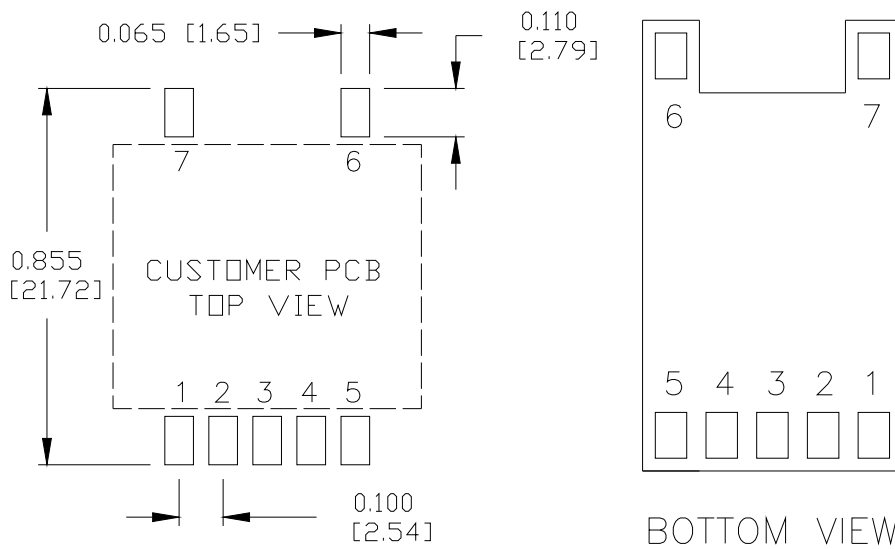 0.065 [1.65]
0.110
[2.79]
7 6
6 7
0.855
[21.72]
CUSTOMER PCB
TOP VIEW
1 2 3 4 5
5 4 3 2 1
0.100
[2.54]
BOTTOM VIEW